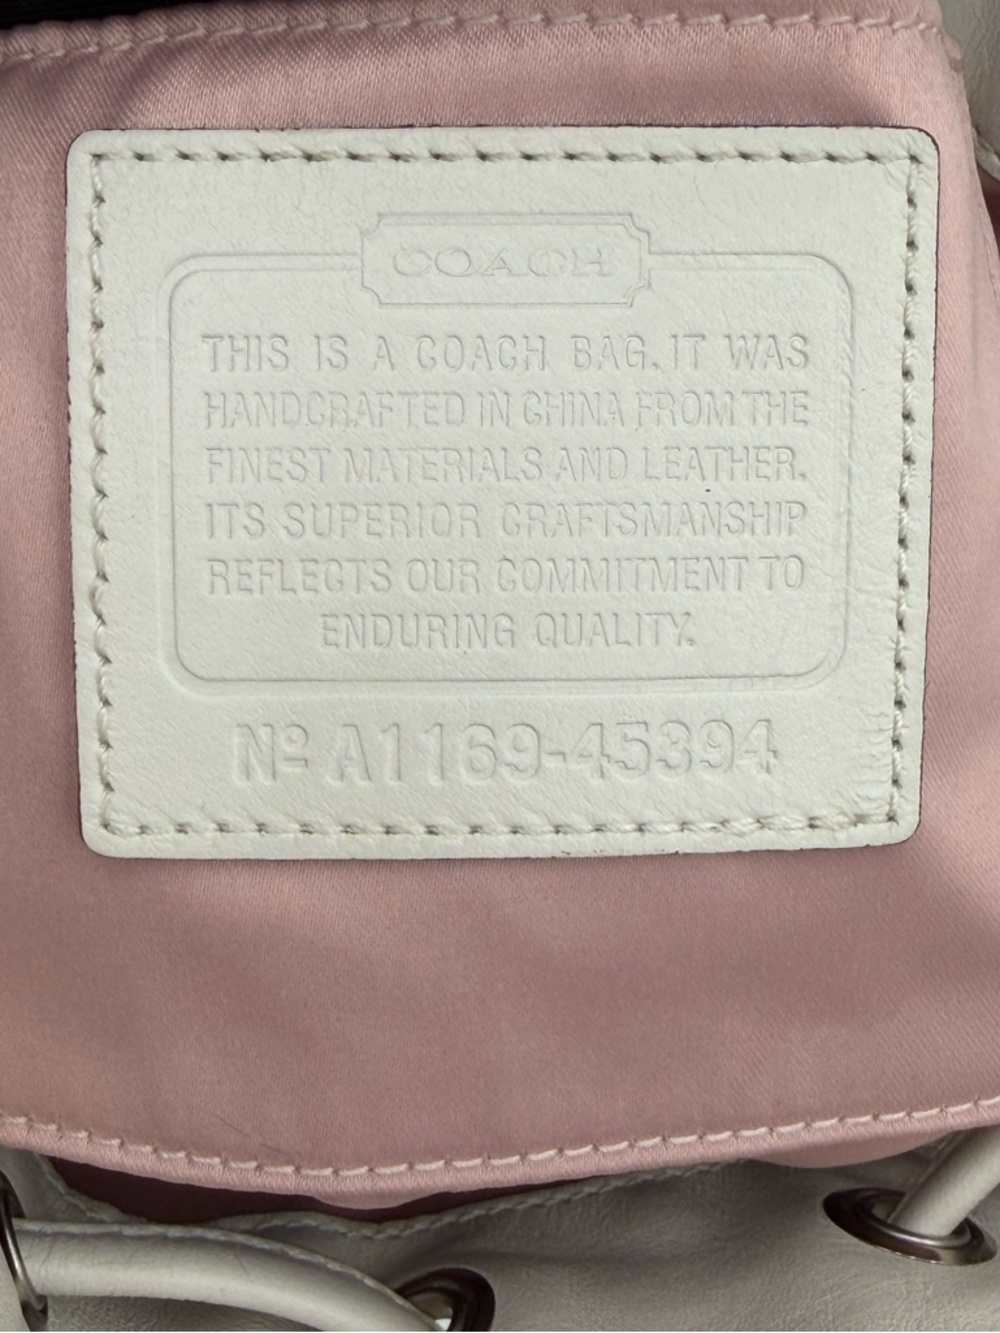 COACH
THIS IS A COACH BAG. IT WAS
HANDCRAFTED IN CHINA FROM THE
FINEST MATERIALS AND LEATHER.
ITS SUPERIOR CRAFTSMANSHIP
REFLECTS OUR COMMITMENT TO
ENDURING QUALITY.
Nº A1169-45394